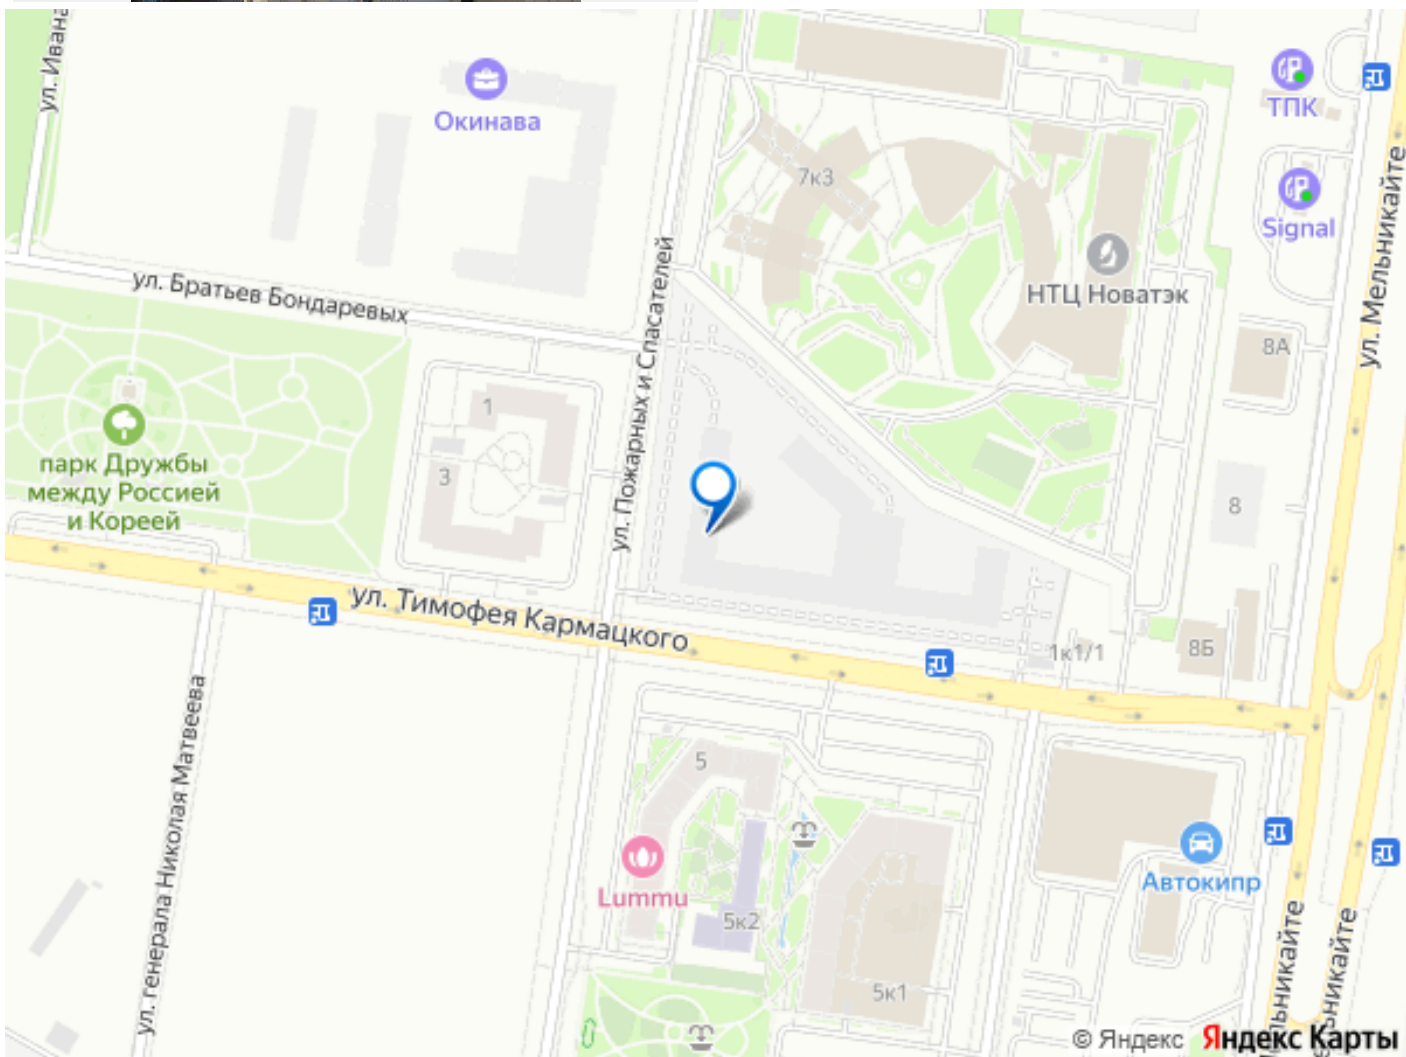 ул. Ивана
Окинава
ТПК
7к3
Signal
ул. Мельникайте
ул. Пожарных и Спасателей
НТЦ Новатэк
ул. Братьев Бондаревых
8А
1
3
парк Дружбы
между Россией
и Кореей
8
ул. Тимофея Кармацкого
1к1/1
8Б
ул. генерала Николая Матвеева
5
Lummu
5к2
Автокипр
5к1
ельникайте
ельникайте
© Яндекс Яндекс Карты